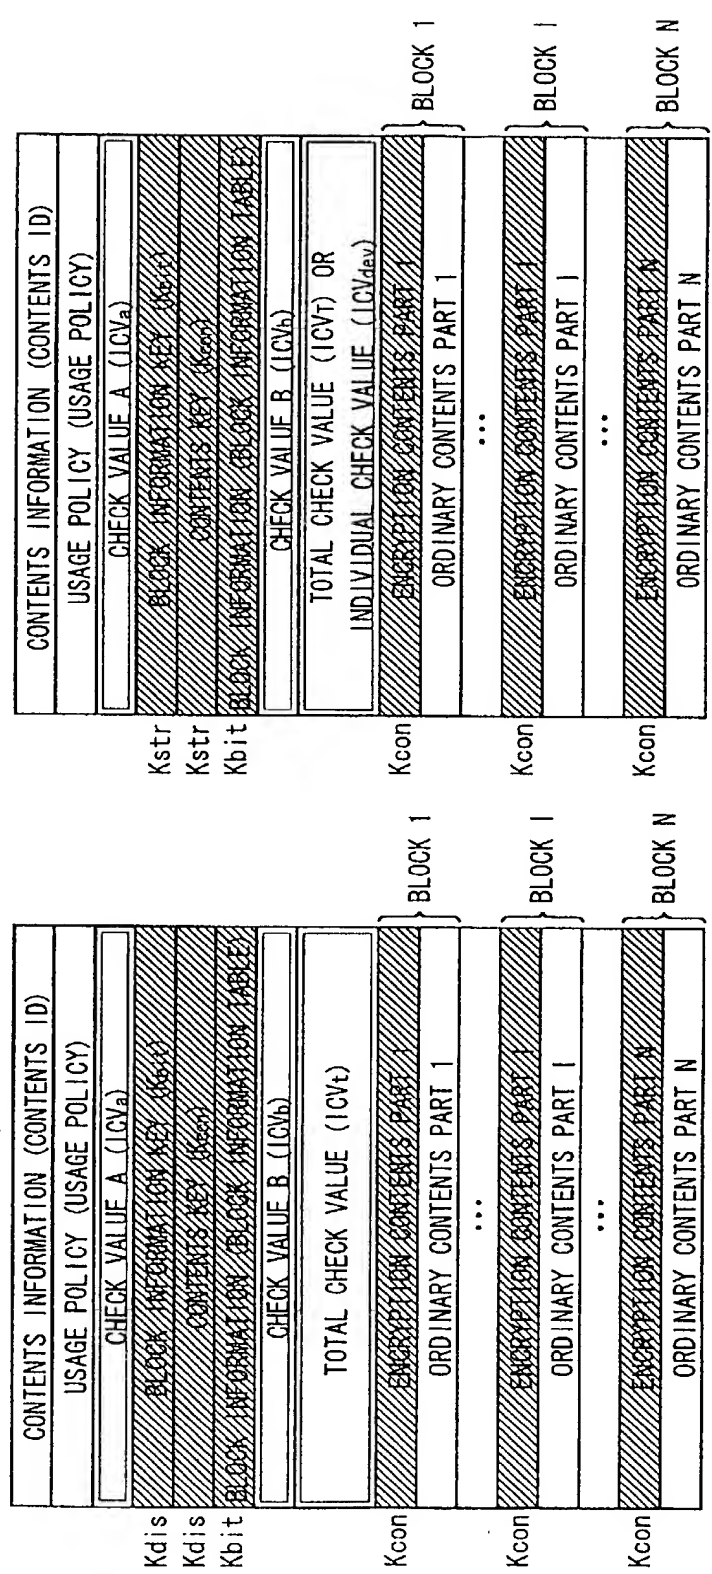 CONTENTS INFORMATION (CONTENTS ID)
USAGE POLICY (USAGE POLICY)
CHECK VALUE A (ICVa)
Kdis BLOCK INFORMATION KEY (Kbit)
Kdis CONTENTS KEY (Kcon)
Kbit BLOCK INFORMATION (BLOCK INFORMATION TABLE)
CHECK VALUE B (ICVb)
TOTAL CHECK VALUE (ICVt)
Kcon ENCRYPTION CONTENTS PART 1
ORDINARY CONTENTS PART 1
BLOCK 1
...
Kcon ENCRYPTION CONTENTS PART I
ORDINARY CONTENTS PART I
BLOCK I
...
Kcon ENCRYPTION CONTENTS PART N
ORDINARY CONTENTS PART N
BLOCK N
CONTENTS INFORMATION (CONTENTS ID)
USAGE POLICY (USAGE POLICY)
CHECK VALUE A (ICVa)
Kstr BLOCK INFORMATION KEY (Kbit)
Kstr CONTENTS KEY (Kcon)
Kbit BLOCK INFORMATION (BLOCK INFORMATION TABLE)
CHECK VALUE B (ICVb)
TOTAL CHECK VALUE (ICVT) OR
INDIVIDUAL CHECK VALUE (ICVdev)
Kcon ENCRYPTION CONTENTS PART 1
ORDINARY CONTENTS PART 1
BLOCK 1
...
Kcon ENCRYPTION CONTENTS PART I
ORDINARY CONTENTS PART I
BLOCK I
...
Kcon ENCRYPTION CONTENTS PART N
ORDINARY CONTENTS PART N
BLOCK N